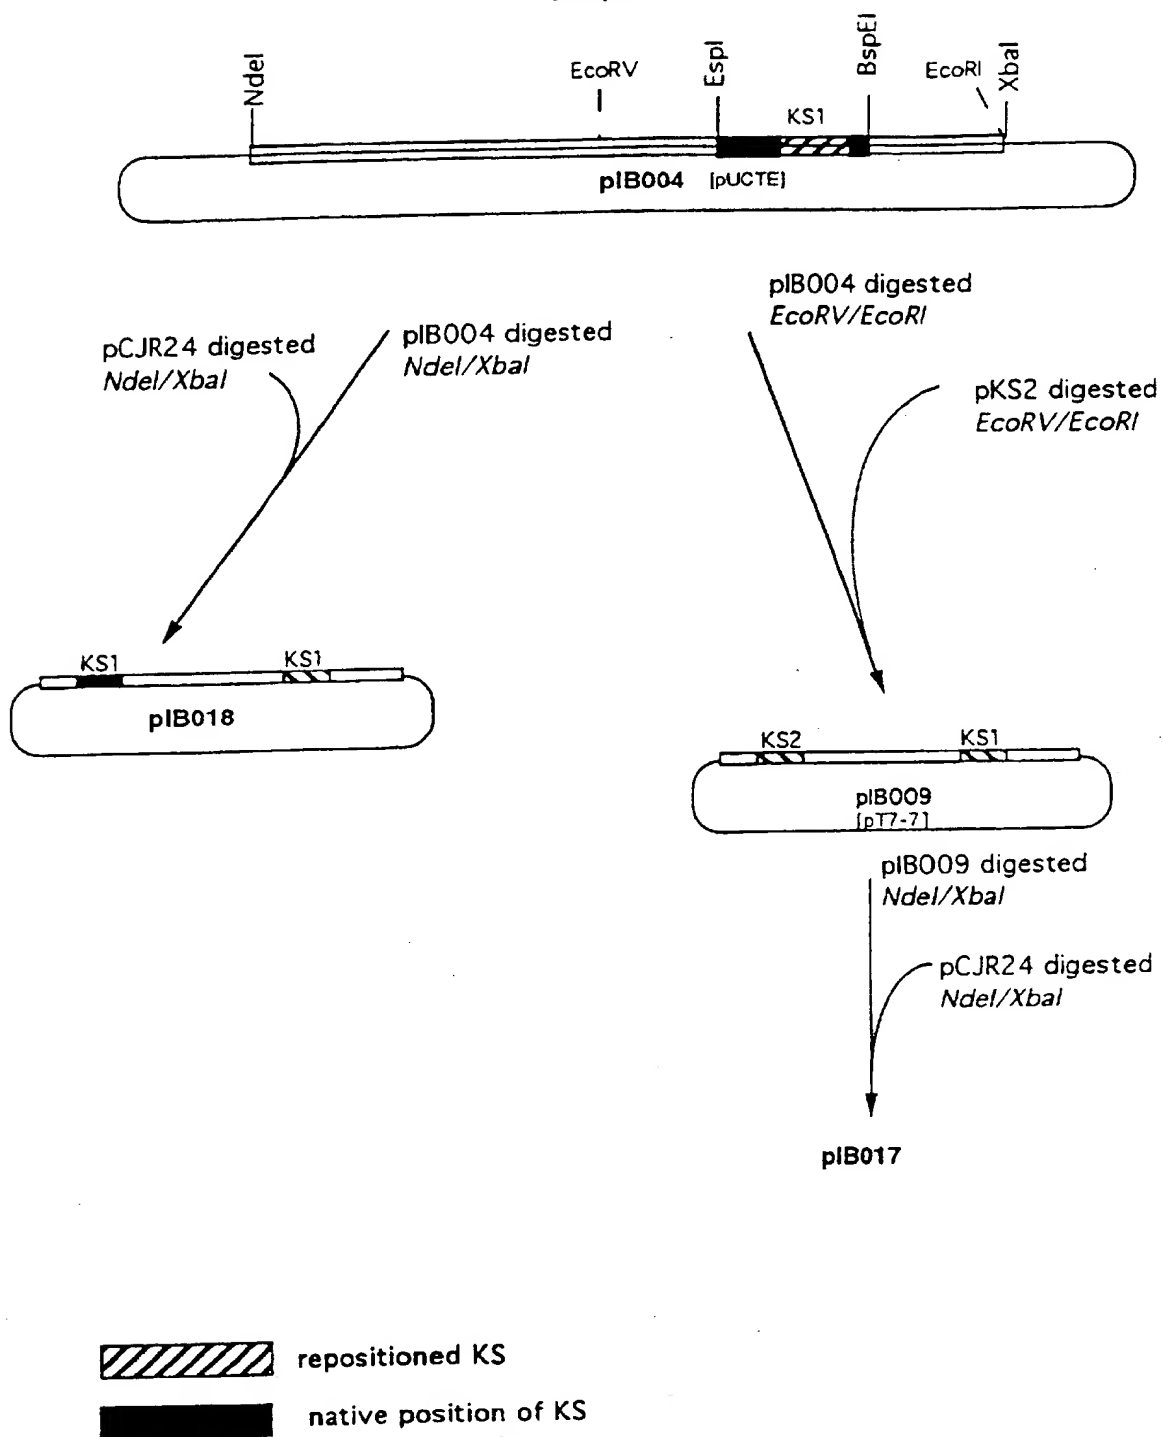 NdeI
EcoRV
EspI
BspEI
EcoRI
XbaI
KS1
pIB004 [pUCTE]
pIB004 digested
EcoRV/EcoRI
pCJR24 digested
NdeI/XbaI
pIB004 digested
NdeI/XbaI
pKS2 digested
EcoRV/EcoRI
KS1
KS1
pIB018
KS2
KS1
pIB009
[pT7-7]
pIB009 digested
NdeI/XbaI
pCJR24 digested
NdeI/XbaI
pIB017
repositioned KS
native position of KS